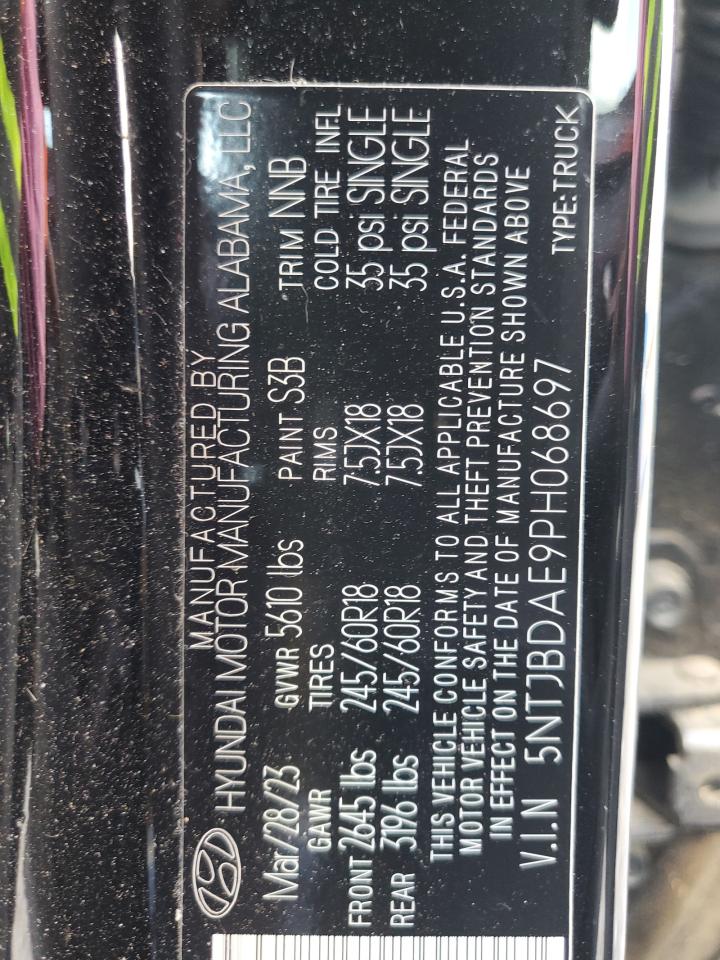 MANUFACTURED BY
HYUNDAI MOTOR MANUFACTURING ALABAMA, LLC
Mar/28/23 GVWR 5610 lbs PAINT S3B TRIM NNB
GAWR TIRES RIMS COLD TIRE INFL
FRONT 2645 lbs 245/60R18 7.5JX18 35 psi SINGLE
REAR 3196 lbs 245/60R18 7.5JX18 35 psi SINGLE
THIS VEHICLE CONFORMS TO ALL APPLICABLE U.S.A. FEDERAL
MOTOR VEHICLE SAFETY AND THEFT PREVENTION STANDARDS
IN EFFECT ON THE DATE OF MANUFACTURE SHOWN ABOVE
V.I.N 5NTJBDAE9PH068697 TYPE:TRUCK